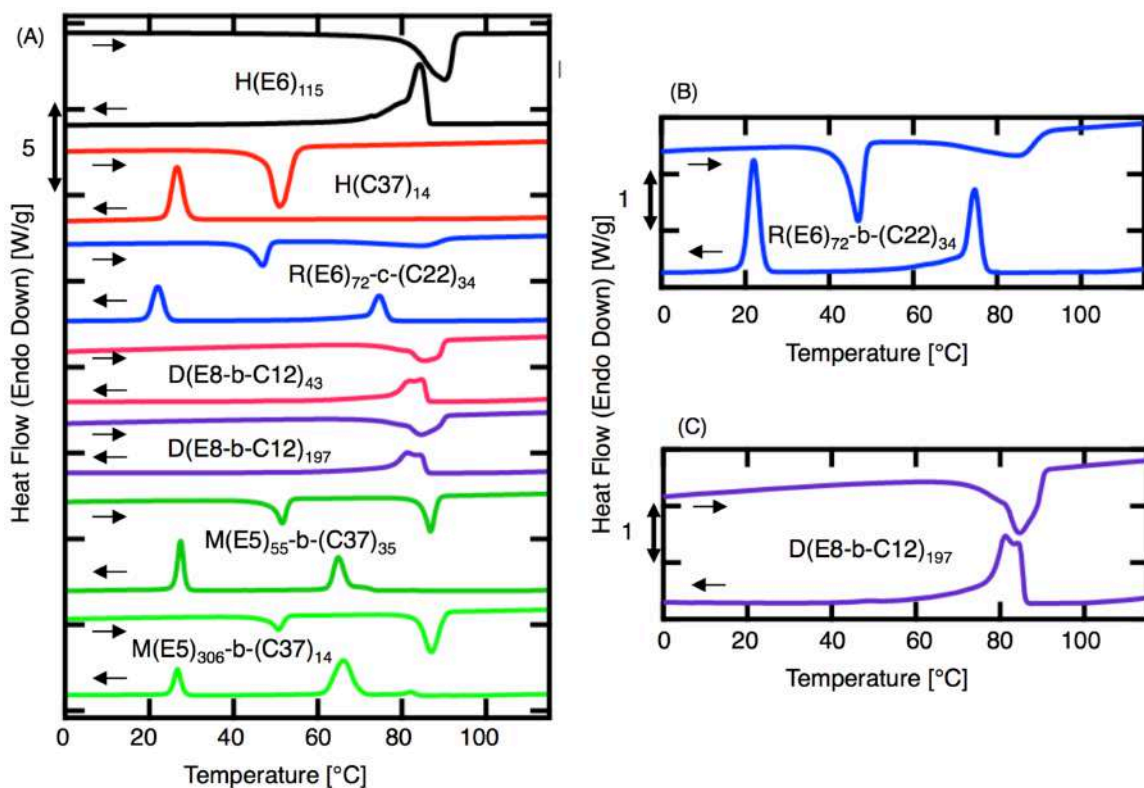 (A)
H(E6)115
5
H(C37)14
R(E6)72-c-(C22)34
D(E8-b-C12)43
D(E8-b-C12)197
M(E5)55-b-(C37)35
M(E5)306-b-(C37)14
Heat Flow (Endo Down) [W/g]
0 20 40 60 80 100
Temperature [°C]
(B)
1
R(E6)72-b-(C22)34
0 20 40 60 80 100
Temperature [°C]
Heat Flow (Endo Down) [W/g]
(C)
1
D(E8-b-C12)197
0 20 40 60 80 100
Temperature [°C]